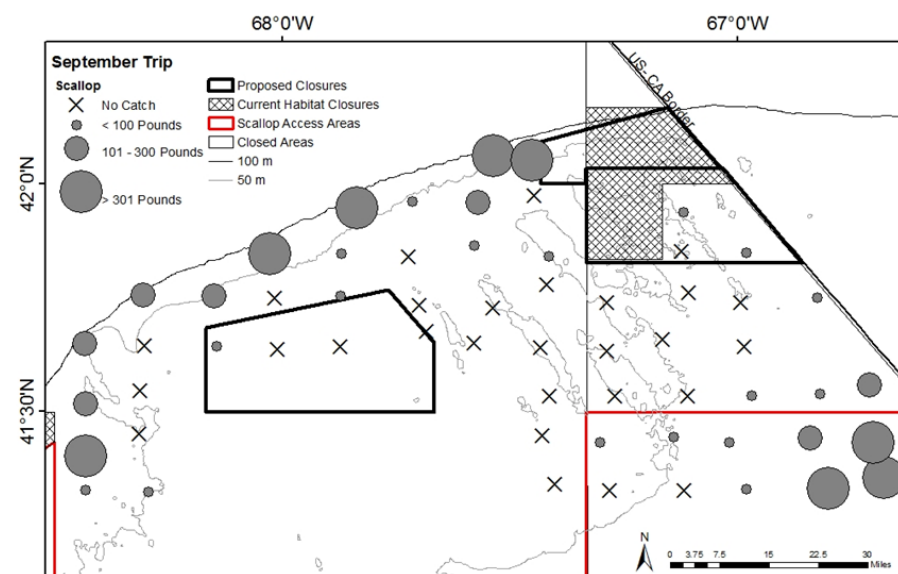 68°0'W
67°0'W
September Trip
Scallop
No Catch
< 100 Pounds
101 - 300 Pounds
> 301 Pounds
Proposed Closures
Current Habitat Closures
Scallop Access Areas
Closed Areas
100 m
50 m
US- CA Border
42°0'N
41°30'N
N
0 3.75 7.5 15 22.5 30
Miles